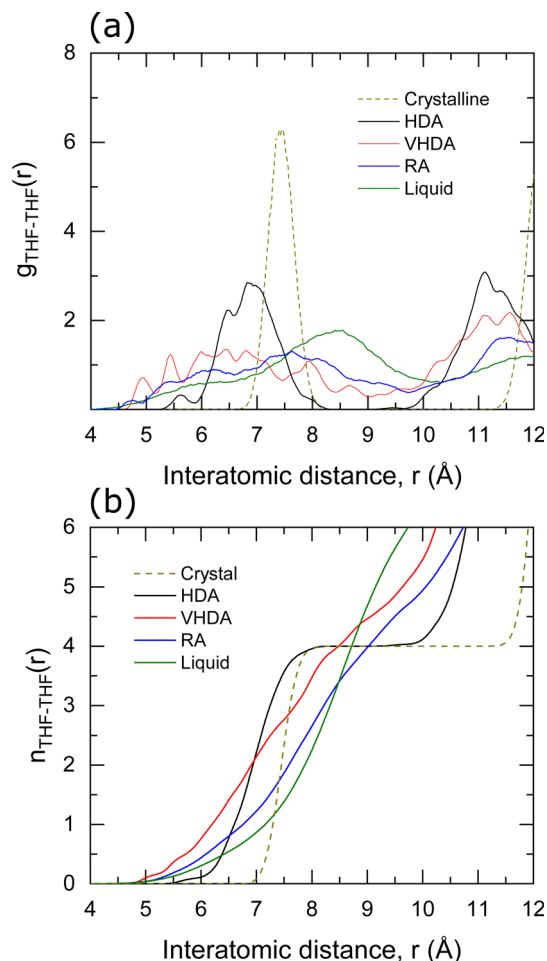 (a)
8
6
4
2
g THF-THF(r)
Crystalline
HDA
VHDA
RA
Liquid
4 5 6 7 8 9 10 11 12
Interatomic distance, r (Å)
(b)
6
5
4
3
2
1
0
n THF-THF(r)
Crystal
HDA
VHDA
RA
Liquid
4 5 6 7 8 9 10 11 12
Interatomic distance, r (Å)